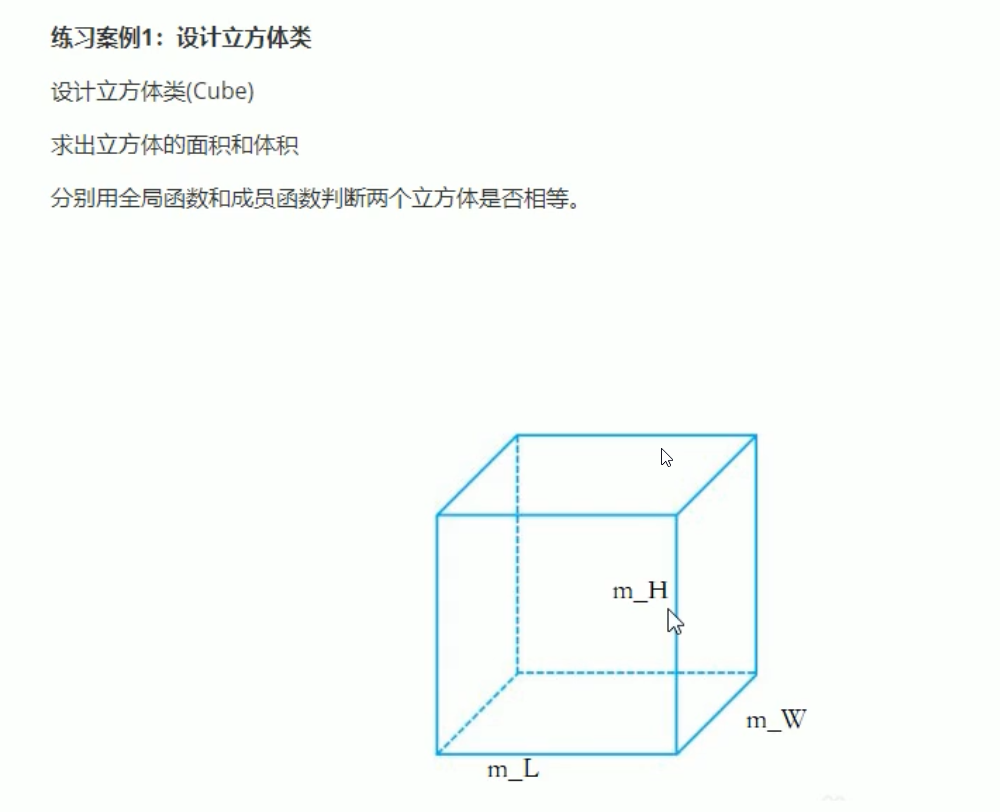 练习案例1：设计立方体类
设计立方体类(Cube)
求出立方体的面积和体积
分别用全局函数和成员函数判断两个立方体是否相等。
m_H
m_W
m_L